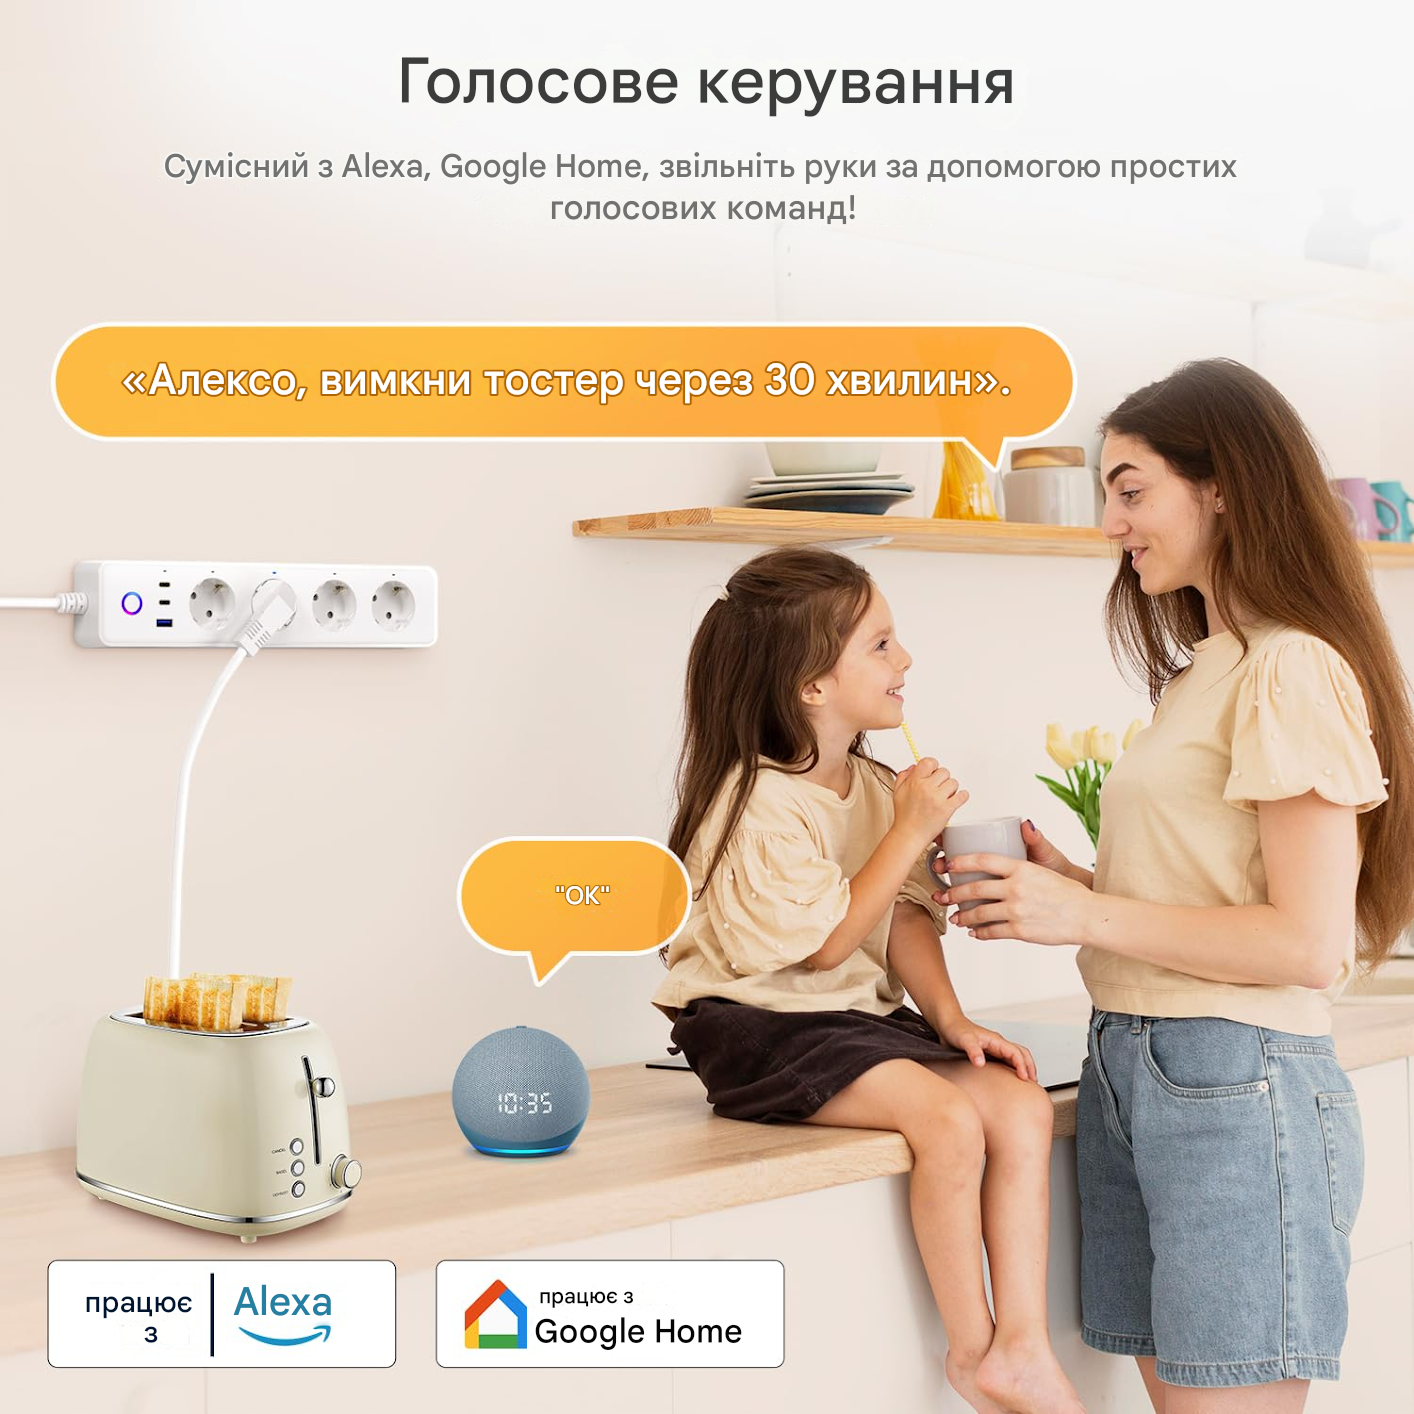 Голосове керування
Сумісний з Alexa, Google Home, звільніть руки за допомогою простих
голосових команд!
«Алексо, вимкни тостер через 30 хвилин».
"OK"
10:35
CANCEL
працює
з
Alexa
працює з
Google Home